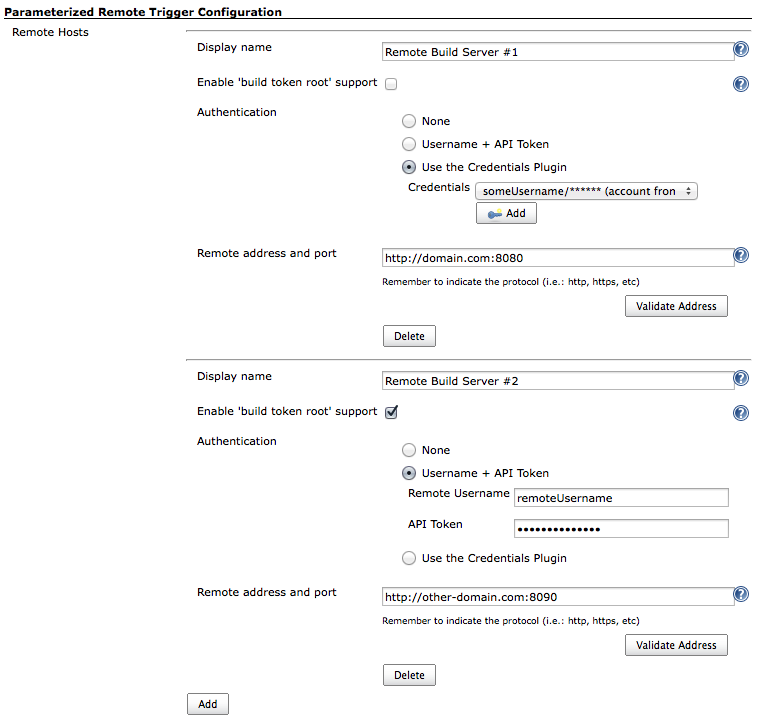 Parameterized Remote Trigger Configuration
Remote Hosts
Display name
Remote Build Server #1
?
Enable 'build token root' support
?
Authentication
None
Username + API Token
Use the Credentials Plugin
Credentials
someUsername/****** (account fron
Add
Remote address and port
http://domain.com:8080
?
Remember to indicate the protocol (i.e.: http, https, etc)
Validate Address
Delete
Display name
Remote Build Server #2
?
Enable 'build token root' support
?
Authentication
None
Username + API Token
Remote Username
remoteUsername
API Token
••••••••••••••
Use the Credentials Plugin
Remote address and port
http://other-domain.com:8090
?
Remember to indicate the protocol (i.e.: http, https, etc)
Validate Address
Delete
Add